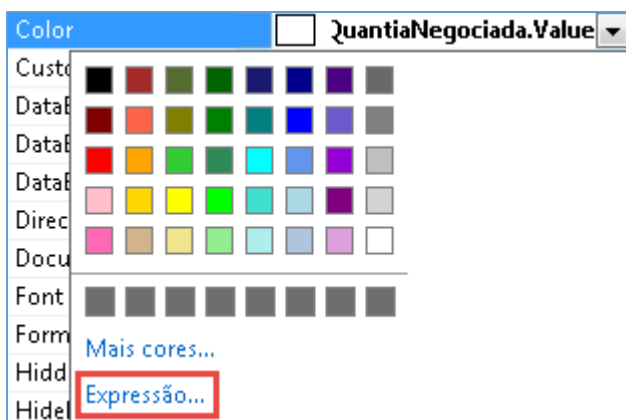 Color QuantiaNegociada.Value
Custo
DataE
DataE
DataE
Direc
Docu
Font
Form
Mais cores...
Hidd
Expressão...
Hidel